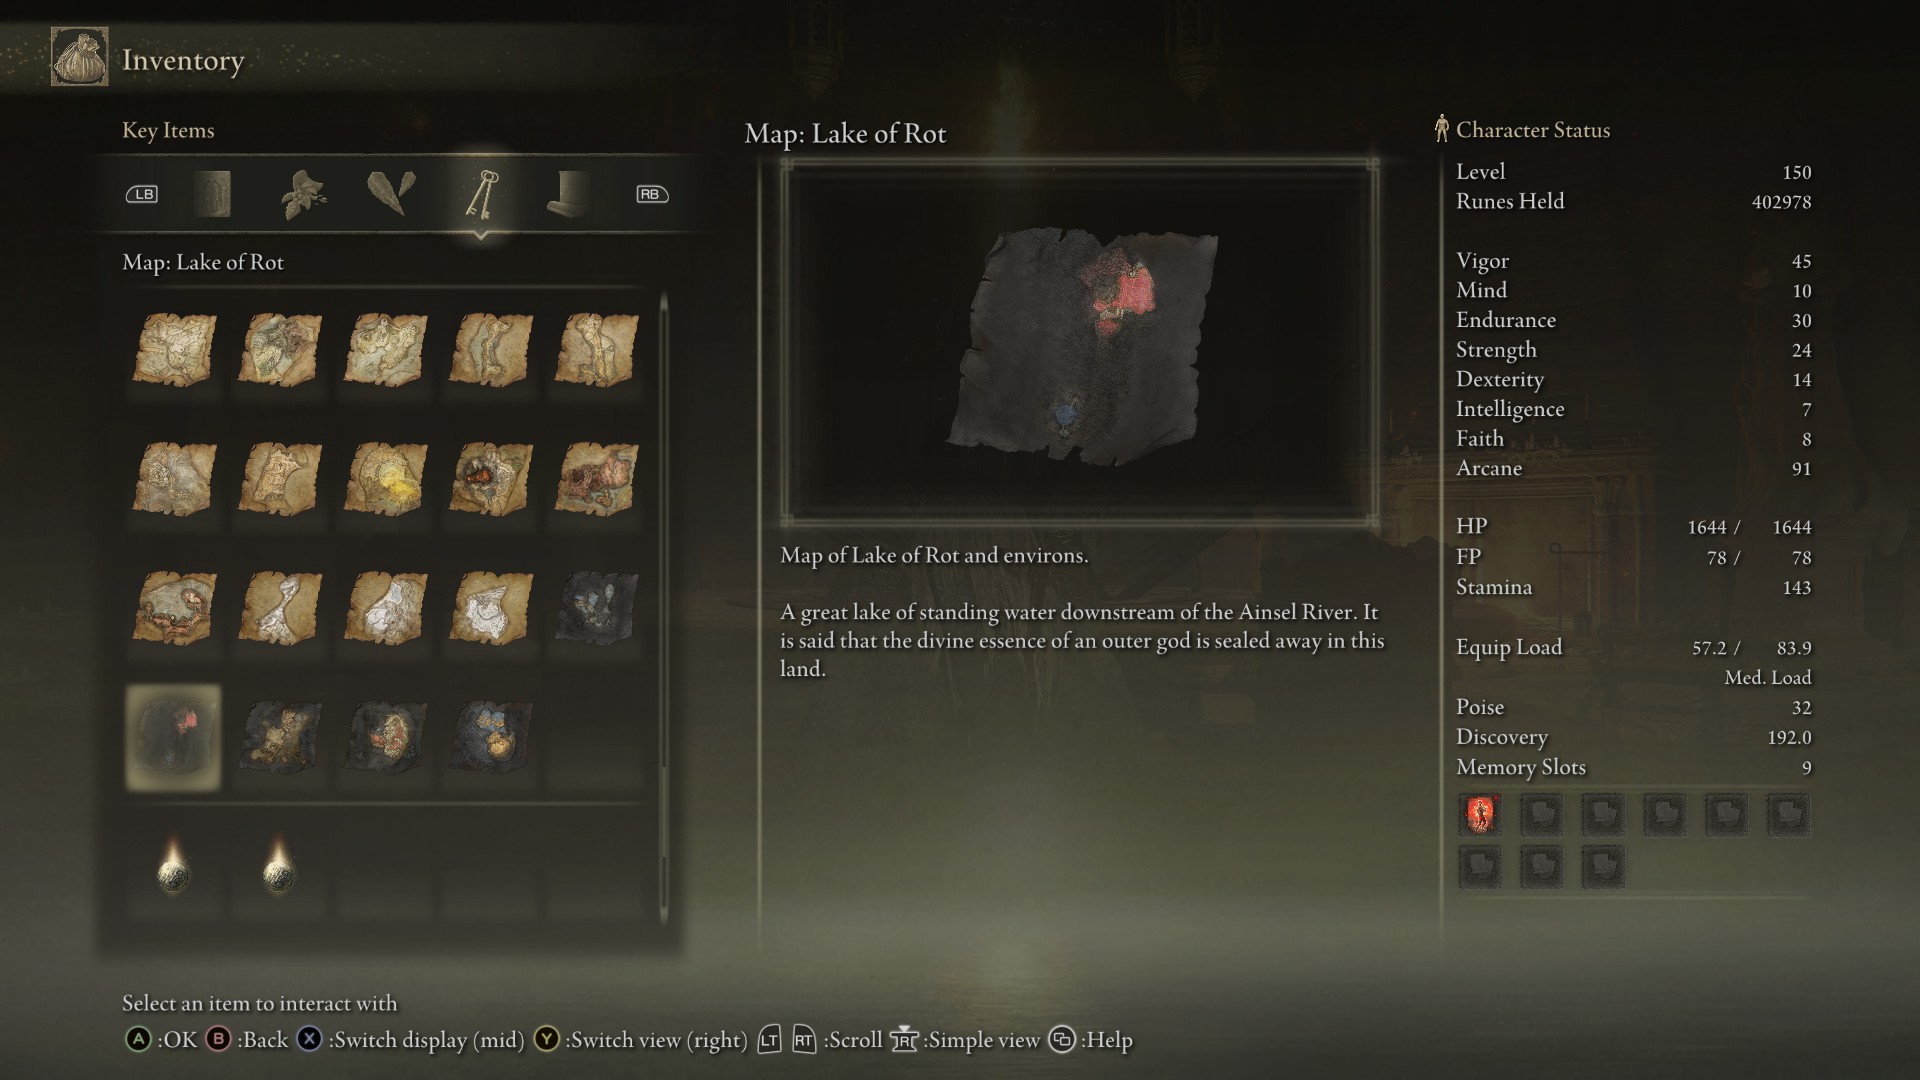 Inventory
Key Items
LB
RB
Map: Lake of Rot
Map: Lake of Rot
Map of Lake of Rot and environs.
A great lake of standing water downstream of the Ainsel River. It
is said that the divine essence of an outer god is sealed away in this
land.
Character Status
Level 150
Runes Held 402978
Vigor 45
Mind 10
Endurance 30
Strength 24
Dexterity 14
Intelligence 7
Faith 8
Arcane 91
HP 1644 / 1644
FP 78 / 78
Stamina 143
Equip Load 57.2 / 83.9
Med. Load
Poise 32
Discovery 192.0
Memory Slots 9
Select an item to interact with
A :OK B :Back X :Switch display (mid) Y :Switch view (right) LT RT :Scroll R :Simple view :Help